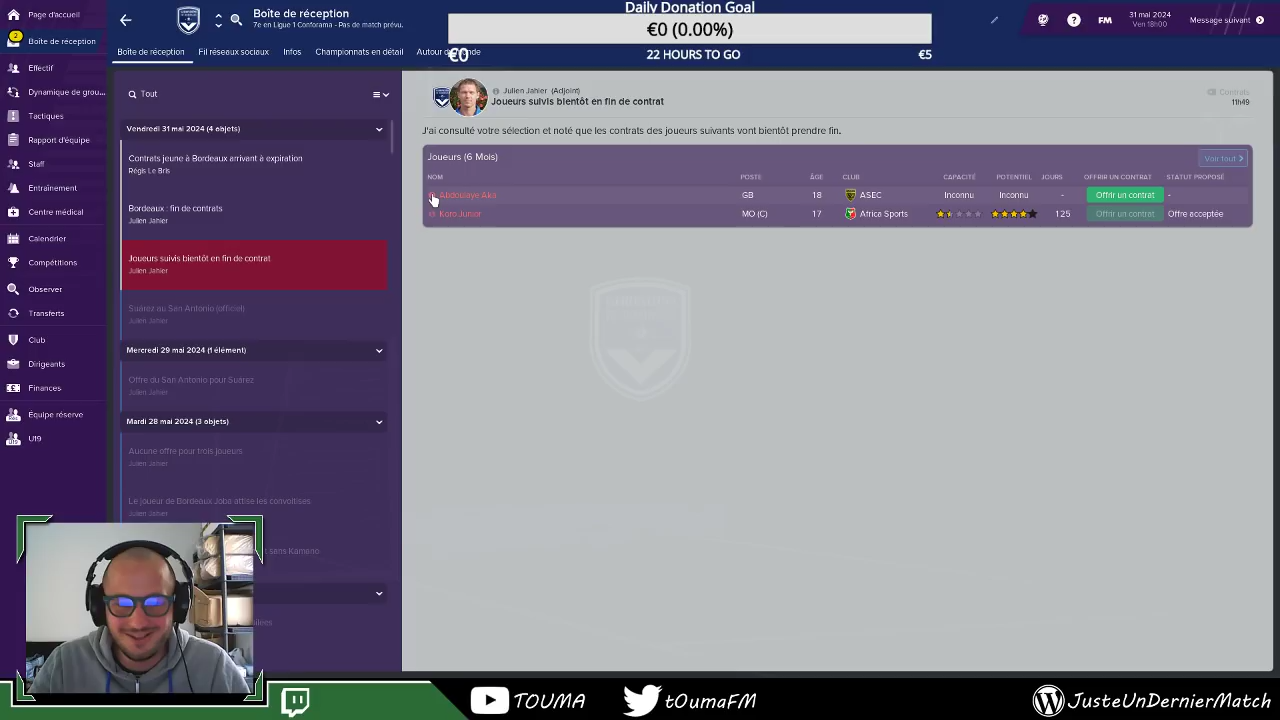 Daily Donation Goal
€0 (0.00%)
€0
22 HOURS TO GO
€5
Boîte de réception
7e en Ligue 1 Conforama - Pas de match prévu.
FM
31 mai 2024
Ven 18h00
Message suivant
Boîte de réception
Fil réseaux sociaux
Infos
Championnats en détail
2
Boîte de réception
Effectif
Dynamique de grou...
Tactiques
Rapport d'équipe
Staff
Entraînement
Centre médical
Calendrier
Compétitions
Observer
Transferts
Club
Dirigeants
Finances
Équipe réserve
U19
Tout
Vendredi 31 mai 2024 (4 objets)
Contrats jeune à Bordeaux arrivant à expiration
Régis Le Bris
Bordeaux : fin de contrats
Julien Jahier
Joueurs suivis bientôt en fin de contrat
Julien Jahier
Suárez au San Antonio (officiel)
Julien Jahier
Mercredi 29 mai 2024 (1 élément)
Offre du San Antonio pour Suárez
Julien Jahier
Mardi 28 mai 2024 (3 objets)
Aucune offre pour trois joueurs
Julien Jahier
Le joueur de Bordeaux Joba attise les convoitises
Julien Jahier
t sans Kamano
Julien Jahier (Adjoint)
Joueurs suivis bientôt en fin de contrat
Contrats
11h49
J'ai consulté votre sélection et noté que les contrats des joueurs suivants vont bientôt prendre fin.
Joueurs (6 Mois)
Voir tout
NOM POSTE ÂGE CLUB CAPACITÉ POTENTIEL JOURS OFFRIR UN CONTRAT STATUT PROPOSÉ
Abdoulaye Aka GB 18 ASEC Inconnu Inconnu - Offrir un contrat -
Koro Junior MO (C) 17 Africa Sports 125 Offrir un contrat Offre acceptée
TOUMA
tOumaFM
JusteUnDernierMatch